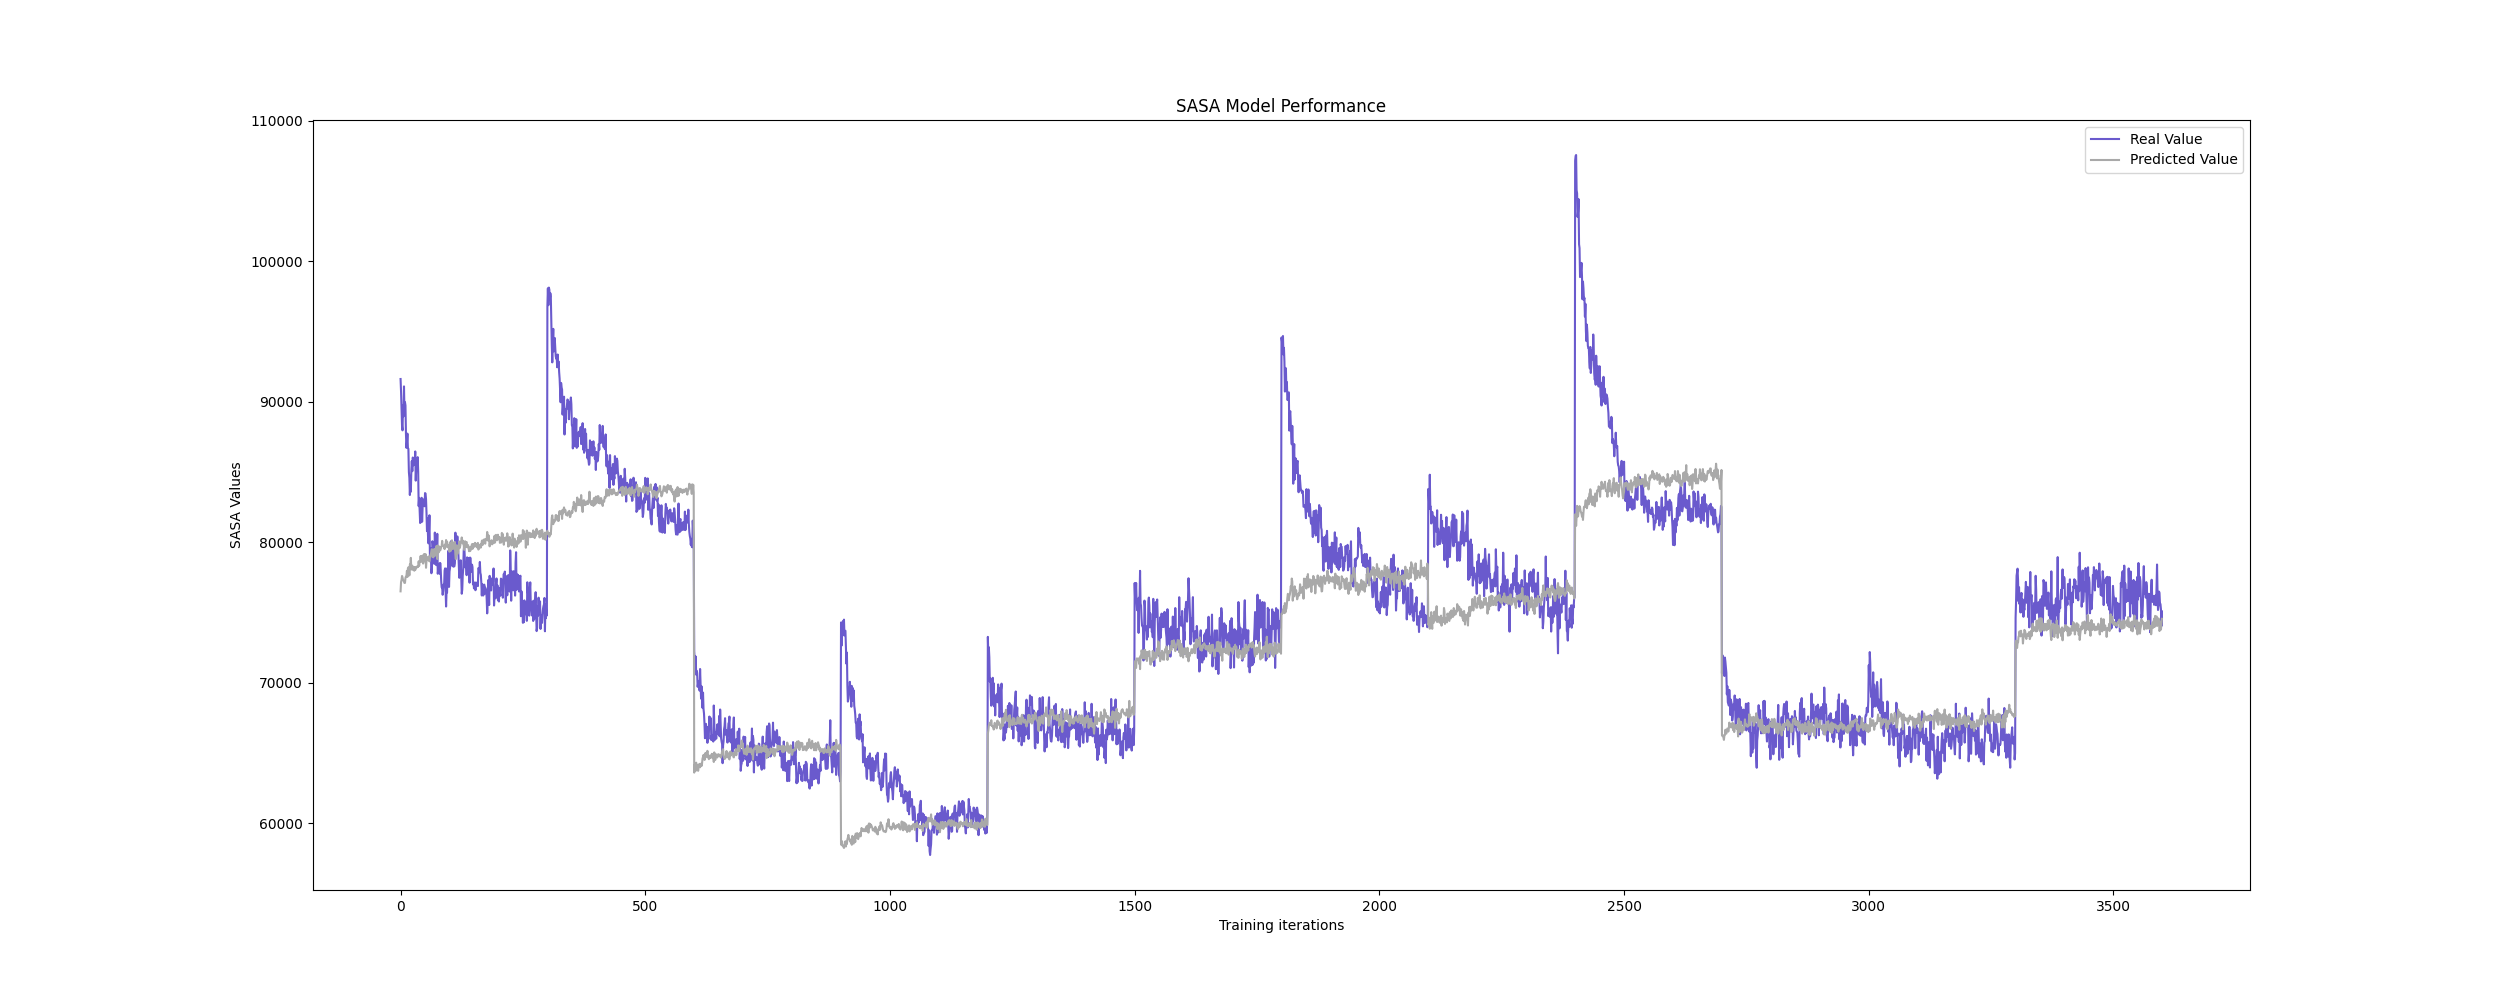 SASA Model Performance
110000
100000
90000
80000
70000
60000
SASA Values
Real Value
Predicted Value
0 500 1000 1500 2000 2500 3000 3500
Training iterations